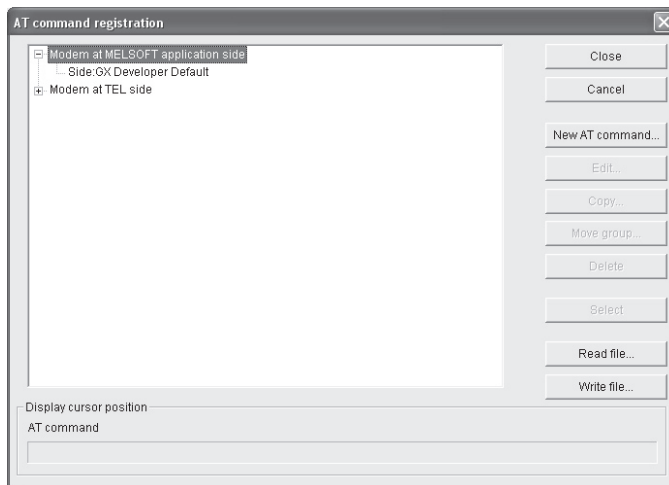 AT command registration
Modem at MELSOFT application side
Side:GX Developer Default
Modem at TEL side
Close
Cancel
New AT command...
Edit...
Copy...
Move group...
Delete
Select
Read file...
Write file...
Display cursor position
AT command